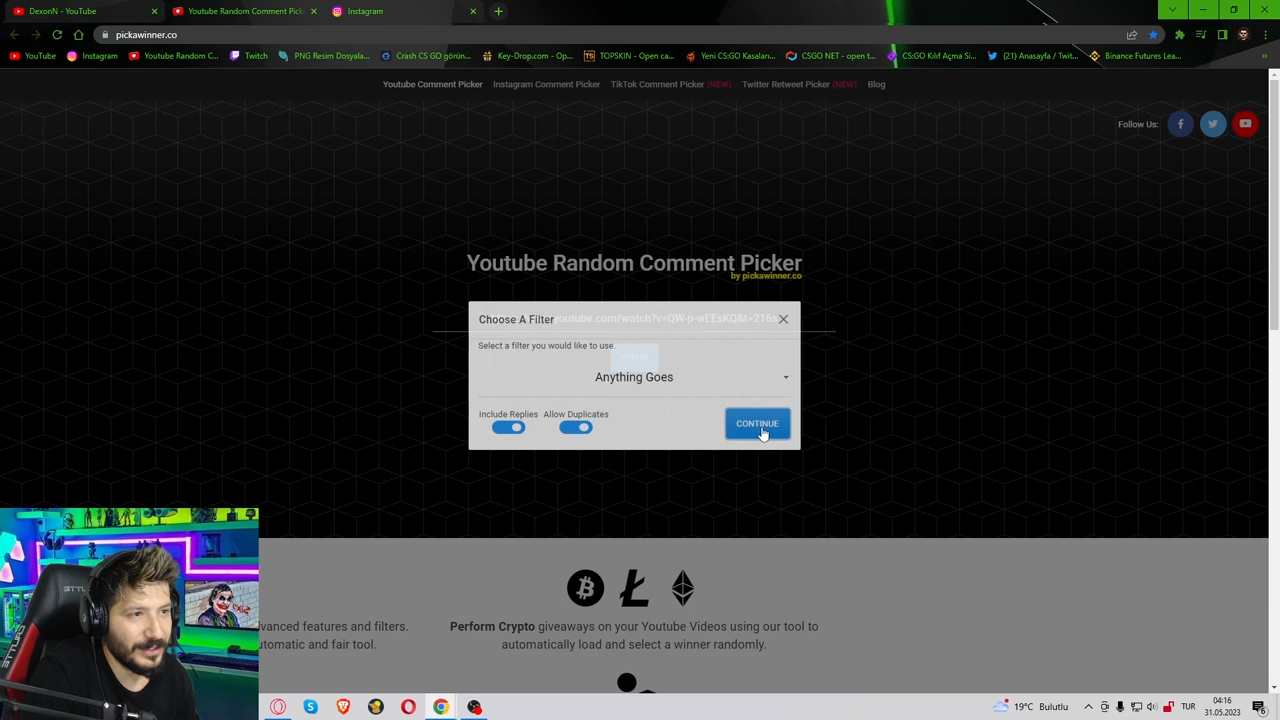 DexonN - YouTube
Youtube Random Comment Pick
Instagram
pickawinner.co
YouTube
Instagram
Youtube Random C...
Twitch
PNG Resim Dosyala...
Crash CS GO görün...
Key-Drop.com - Op...
TOPSKIN - Open ca...
Yeni CS:GO Kasaları...
CSGO NET - open t...
CS:GO Kılıf Açma Si...
(21) Anasayfa / Twit...
Binance Futures Lea...
»
Youtube Comment Picker
Instagram Comment Picker
TikTok Comment Picker (NEW)
Twitter Retweet Picker (NEW)
Blog
Follow Us:
Youtube Random Comment Picker
by pickawinner.co
Choose A Filter
outube.com/watch?v=QW-p-wEEsKQ&t=216s
Select a filter you would like to use.
Anything Goes
Include Replies
Allow Duplicates
CONTINUE
vanced features and filters.
utomatic and fair tool.
Perform Crypto giveaways on your Youtube Videos using our tool to
automatically load and select a winner randomly.
19°C Bulutlu
TUR
04:16
31.05.2023